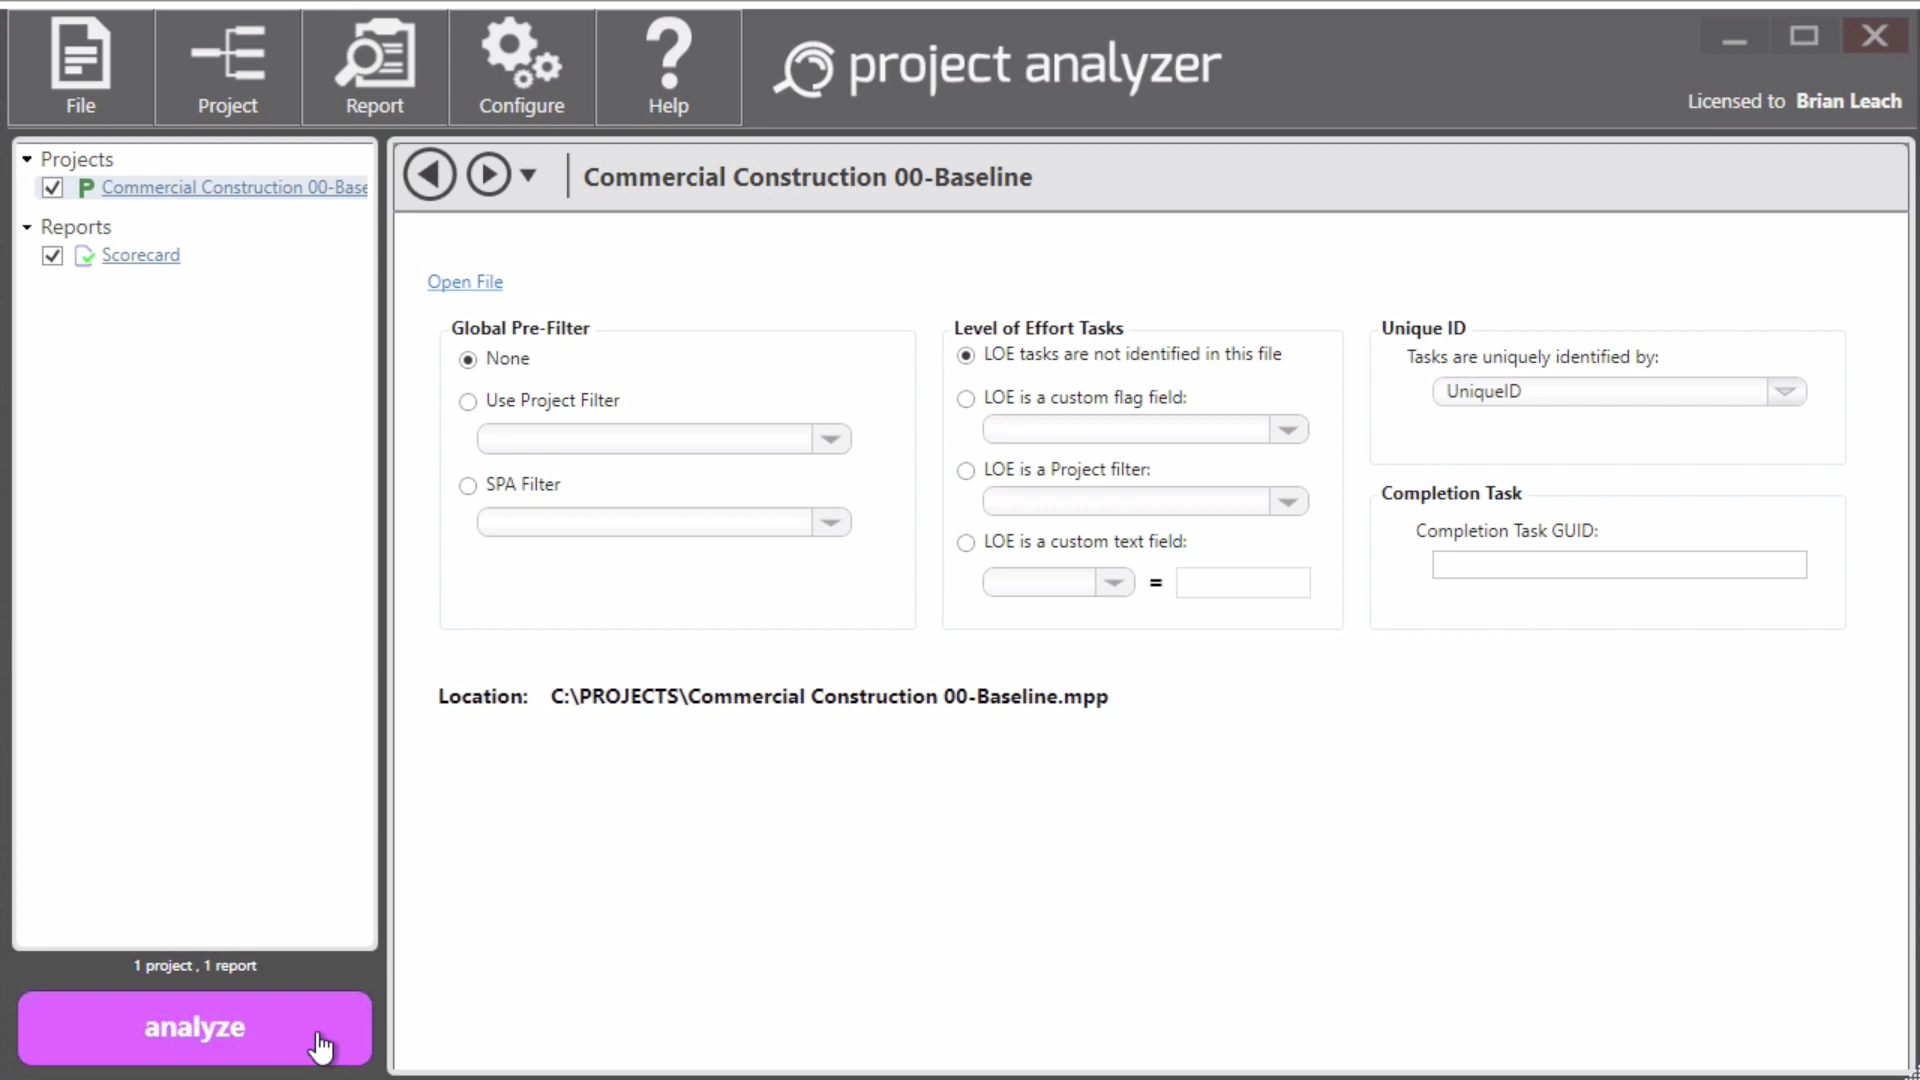 File
Project
Report
Configure
Help
project analyzer
Licensed to Brian Leach
Projects
P Commercial Construction 00-Base
Reports
Scorecard
1 project , 1 report
analyze
Commercial Construction 00-Baseline
Open File
Global Pre-Filter
None
Use Project Filter
SPA Filter
Level of Effort Tasks
LOE tasks are not identified in this file
LOE is a custom flag field:
LOE is a Project filter:
LOE is a custom text field:
=
Unique ID
Tasks are uniquely identified by:
UniqueID
Completion Task
Completion Task GUID:
Location: C:\PROJECTS\Commercial Construction 00-Baseline.mpp